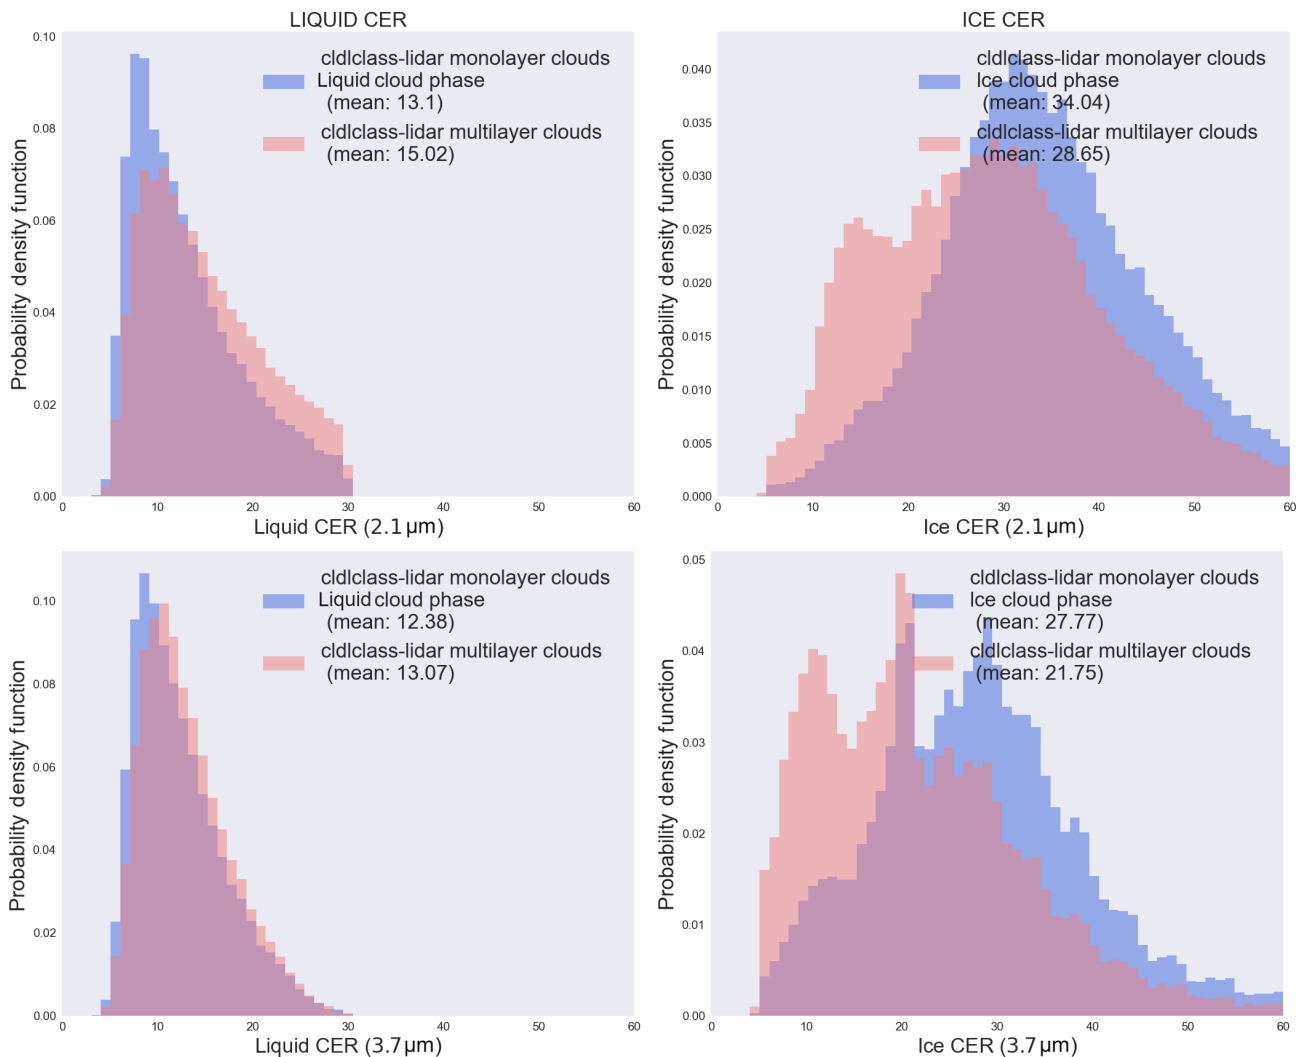 LIQUID CER
0.10
0.08
0.06
0.04
0.02
0.00
Probability density function
cldlclass-lidar monolayer clouds
Liquid cloud phase
(mean: 13.1)
cldlclass-lidar multilayer clouds
(mean: 15.02)
0 10 20 30 40 50 60
Liquid CER (2.1 μm)
ICE CER
0.040
0.035
0.030
0.025
0.020
0.015
0.010
0.005
0.000
Probability density function
cldlclass-lidar monolayer clouds
Ice cloud phase
(mean: 34.04)
cldlclass-lidar multilayer clouds
(mean: 28.65)
0 10 20 30 40 50 60
Ice CER (2.1 μm)
0.10
0.08
0.06
0.04
0.02
0.00
Probability density function
cldlclass-lidar monolayer clouds
Liquid cloud phase
(mean: 12.38)
cldlclass-lidar multilayer clouds
(mean: 13.07)
0 10 20 30 40 50 60
Liquid CER (3.7 μm)
0.05
0.04
0.03
0.02
0.01
0.00
Probability density function
cldlclass-lidar monolayer clouds
Ice cloud phase
(mean: 27.77)
cldlclass-lidar multilayer clouds
(mean: 21.75)
0 10 20 30 40 50 60
Ice CER (3.7 μm)